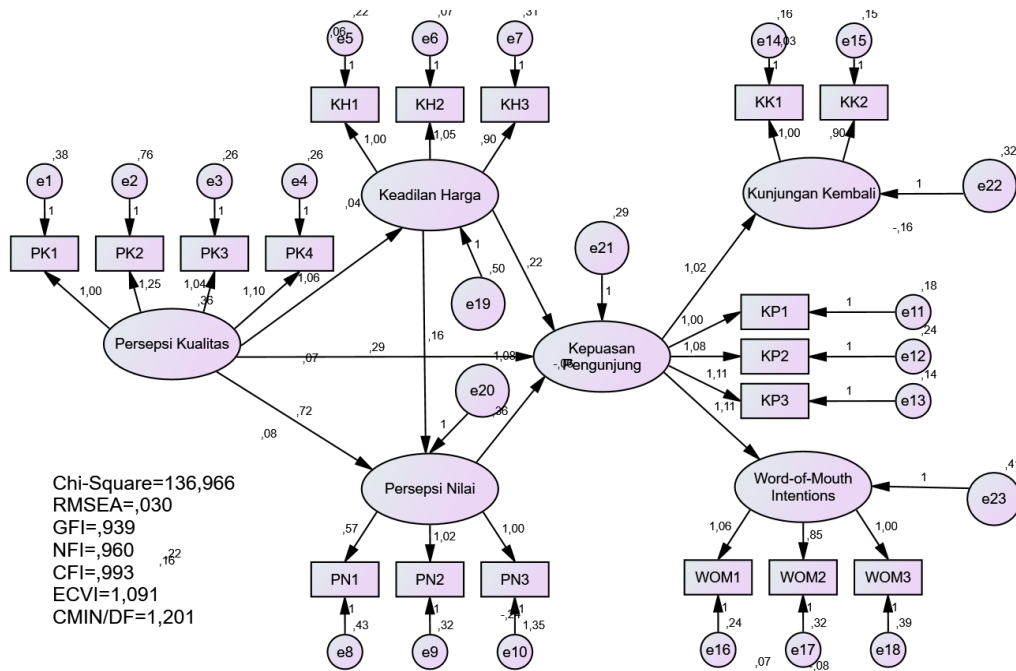 ,22
,07
,31
,16
,15
,06
e5
e6
e7
e14
,03
e15
1
1
1
1
1
KH1
KH2
KH3
KK1
KK2
,38
,76
,26
,26
1,00
1,05
,90
1,00
,90
,32
e1
e2
e3
e4
Keadilan Harga
Kunjungan Kembali
1
e22
1
1
1
1
,04
,29
-,16
PK1
PK2
PK3
PK4
1
e21
,22
1,00
1,25
1,04
1,10
1,06
,50
1
1,02
,36
e19
,18
KP1
1
e11
Persepsi Kualitas
,16
1,00
,24
,07
,29
1,08
Kepuasan
Pengunjung
1,08
KP2
1
e12
e20
1,11
,14
,72
,36
1,11
KP3
1
e13
,08
1
,41
Persepsi Nilai
Word-of-Mouth
Intentions
1
e23
Chi-Square=136,966
RMSEA=,030
GFI=,939
NFI=,960
CFI=,993
ECVI=1,091
CMIN/DF=1,201
,22
,16
,57
1,02
1,00
1,06
,85
1,00
PN1
PN2
PN3
WOM1
WOM2
WOM3
1
1
1
1
1
1
-,24
,43
,32
1,35
,24
,32
,39
e8
e9
e10
e16
e17
e18
,07
-,08